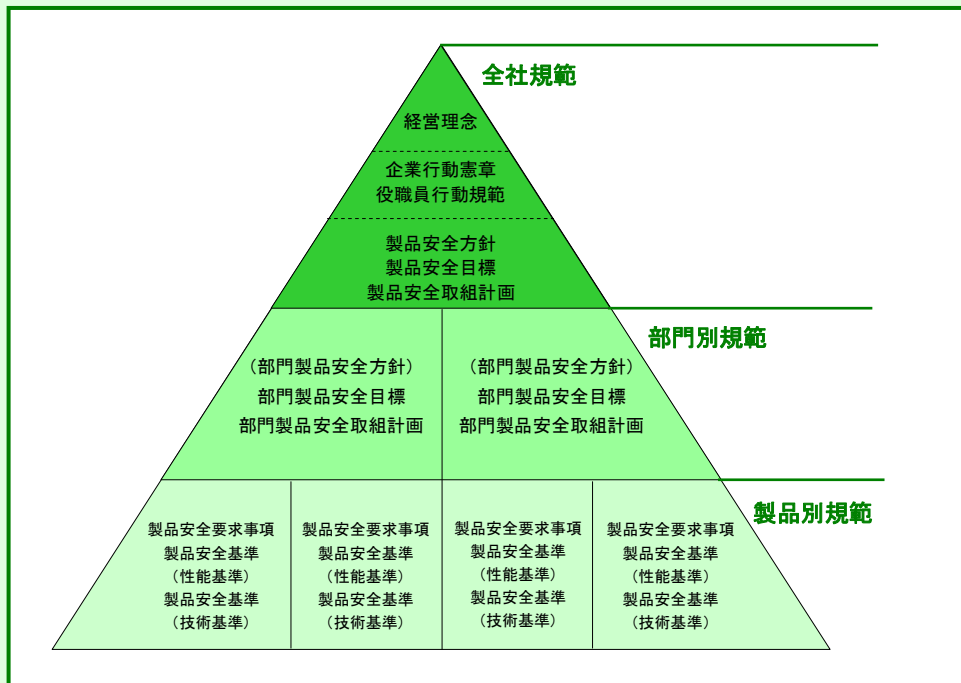 全社規範
経営理念
企業行動憲章
役職員行動規範
製品安全方針
製品安全目標
製品安全取組計画
部門別規範
（部門製品安全方針）
部門製品安全目標
部門製品安全取組計画
（部門製品安全方針）
部門製品安全目標
部門製品安全取組計画
製品別規範
製品安全要求事項
製品安全基準
（性能基準）
製品安全基準
（技術基準）
製品安全要求事項
製品安全基準
（性能基準）
製品安全基準
（技術基準）
製品安全要求事項
製品安全基準
（性能基準）
製品安全基準
（技術基準）
製品安全要求事項
製品安全基準
（性能基準）
製品安全基準
（技術基準）